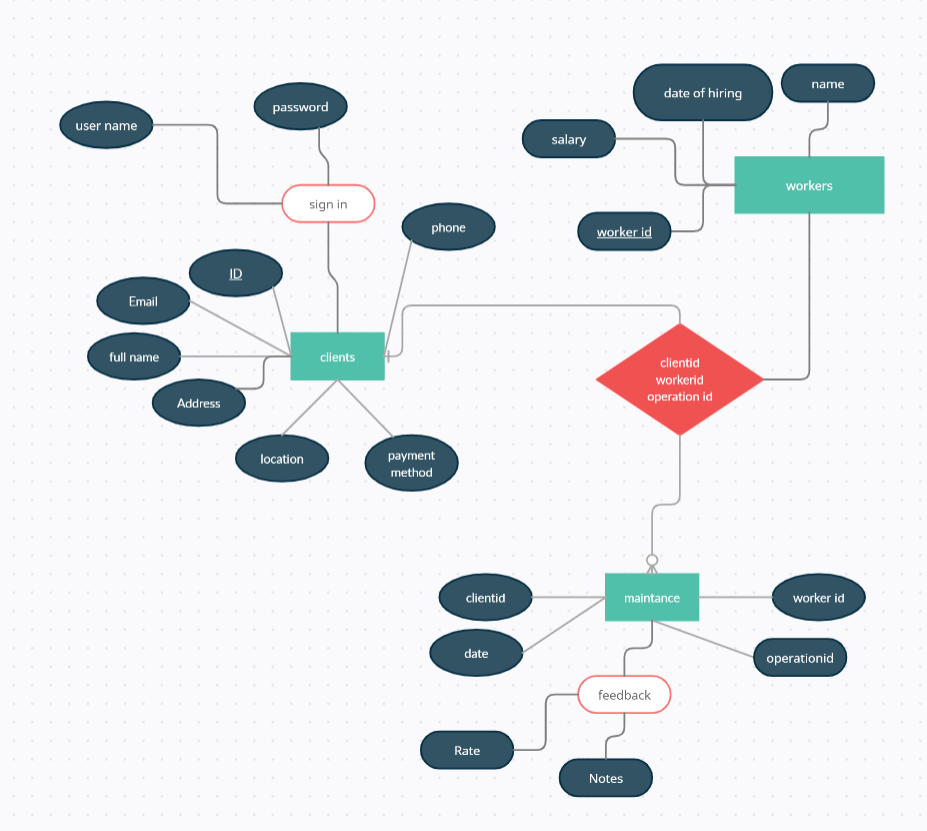 date of hiring
name
password
user name
salary
workers
sign in
phone
worker id
ID
Email
full name
clients
clientid
workerid
operation id
Address
location
payment
method
clientid
maintance
worker id
date
operationid
feedback
Rate
Notes